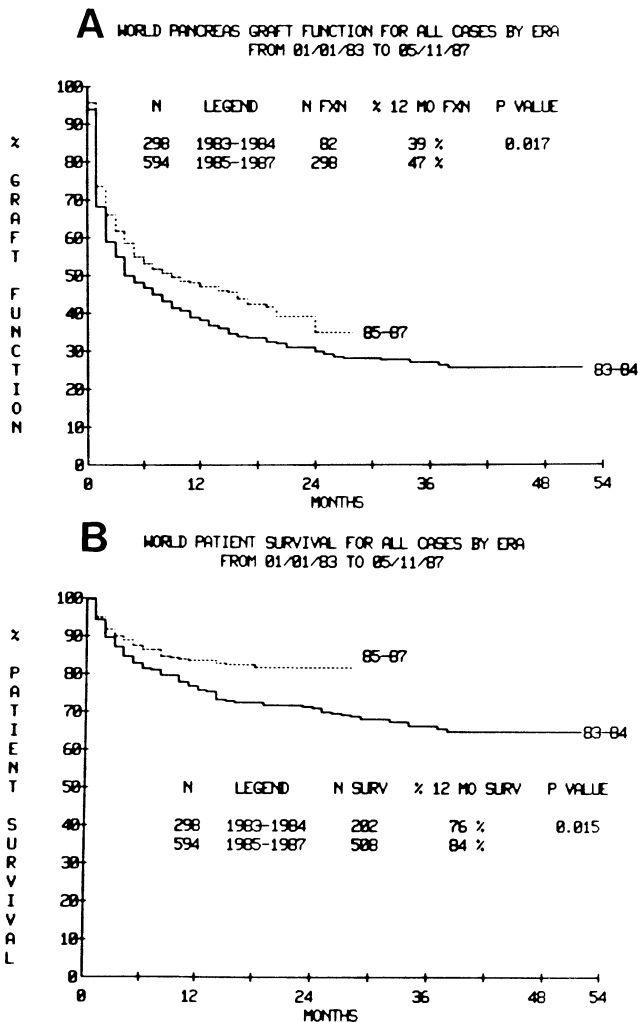 A WORLD PANCREAS GRAFT FUNCTION FOR ALL CASES BY ERA
FROM 01/01/83 TO 05/11/87
N LEGEND N FXN % 12 MO FXN P VALUE
298 1983-1984 82 39 % 0.017
594 1985-1987 298 47 %
% GRAFT FUNCTION
100
90
80
70
60
50
40
30
20
10
0
85-87
83-84
0 12 24 36 48 54
MONTHS
B WORLD PATIENT SURVIVAL FOR ALL CASES BY ERA
FROM 01/01/83 TO 05/11/87
% PATIENT SURVIVAL
100
90
80
70
60
50
40
30
20
10
0
85-87
83-84
N LEGEND N SURV % 12 MO SURV P VALUE
298 1983-1984 202 76 % 0.015
594 1985-1987 508 84 %
0 12 24 36 48 54
MONTHS